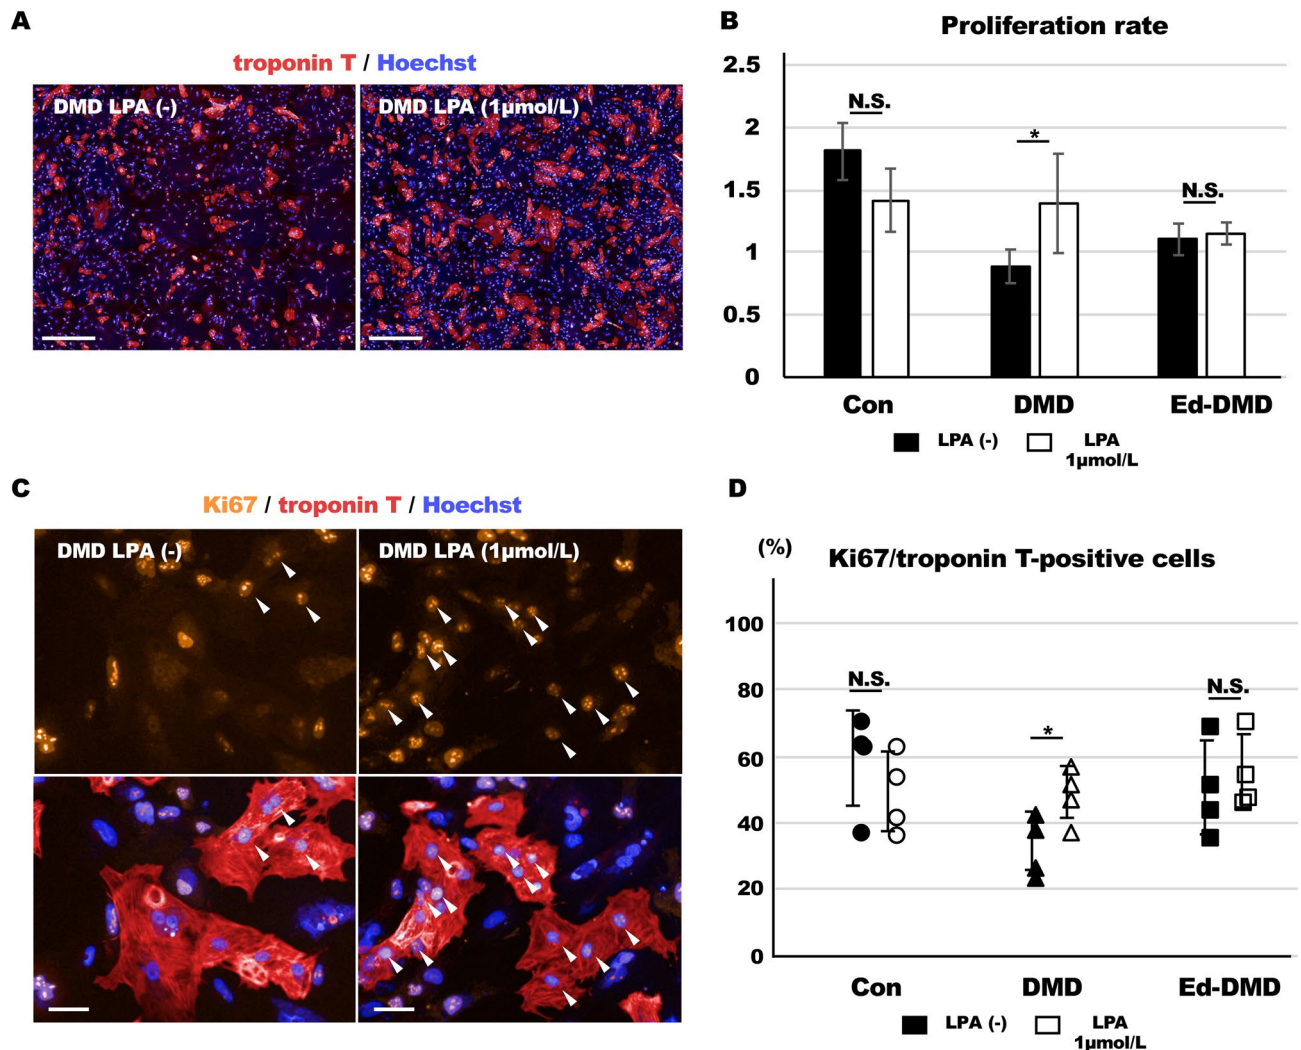 A
troponin T / Hoechst
DMD LPA (-)
DMD LPA (1µmol/L)
B
Proliferation rate
2.5
2
1.5
1
0.5
0
N.S.
*
N.S.
Con
DMD
Ed-DMD
LPA (-)
LPA
1µmol/L
C
Ki67 / troponin T / Hoechst
DMD LPA (-)
DMD LPA (1µmol/L)
D
(%)
Ki67/troponin T-positive cells
100
80
60
40
20
0
N.S.
*
N.S.
Con
DMD
Ed-DMD
LPA (-)
LPA
1µmol/L